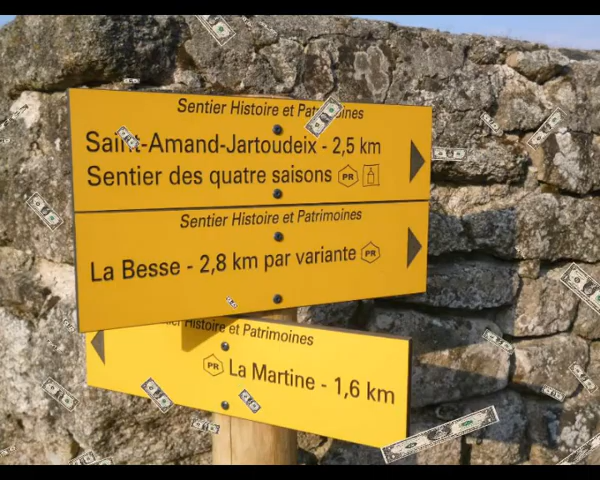 Sentier Histoire et Patrimoines
Saint-Amand-Jartoudeix - 2,5 km
Sentier des quatre saisons PR
Sentier Histoire et Patrimoines
La Besse - 2,8 km par variante PR
Histoire et Patrimoines
PR La Martine - 1,6 km